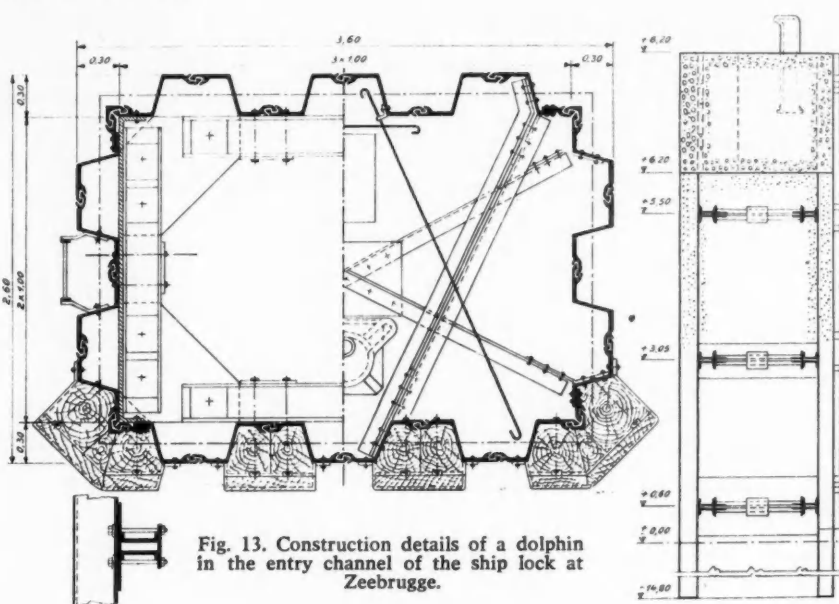 3,60
0,30
3 x 1,00
0,30
0,30
2,60
2 x 1,00
0,30
+6,20
+6,20
+5,50
+3,05
+0,60
+0,00
-14,80
Fig. 13. Construction details of a dolphin
in the entry channel of the ship lock at
Zeebrugge.